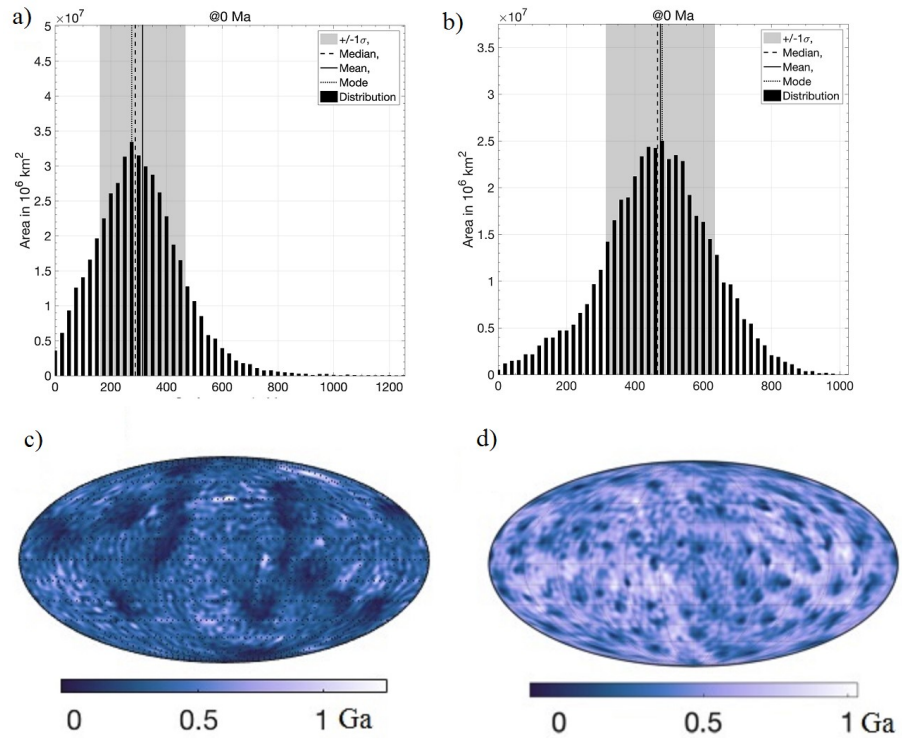 a)
@0 Ma
×10⁷
5
4.5
4
3.5
3
2.5
2
1.5
1
0.5
0
Area in 10⁶ km²
+/-1σ,
Median,
Mean,
Mode
Distribution
0 200 400 600 800 1000 1200
b)
@0 Ma
×10⁷
3.5
3
2.5
2
1.5
1
0.5
0
Area in 10⁶ km²
+/-1σ,
Median,
Mean,
Mode
Distribution
0 200 400 600 800 1000
c)
0 0.5 1 Ga
d)
0 0.5 1 Ga